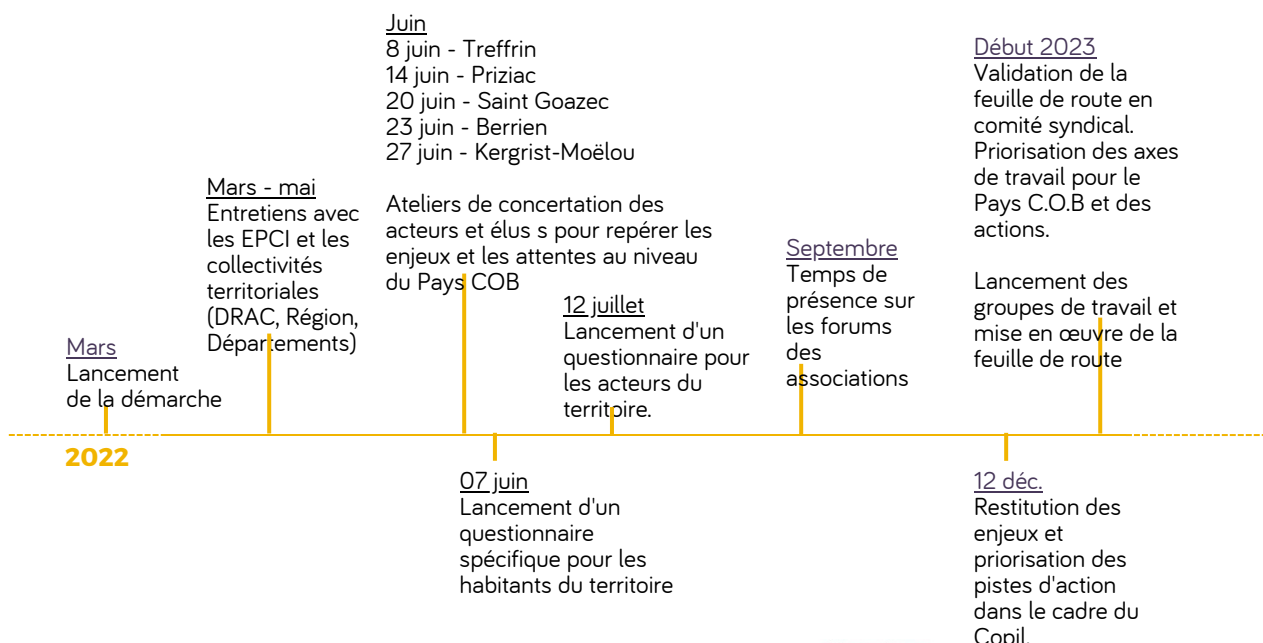 Juin
8 juin - Treffrin
14 juin - Priziac
20 juin - Saint Goazec
23 juin - Berrien
27 juin - Kergrist-Moëlou
Ateliers de concertation des
acteurs et élus s pour repérer les
enjeux et les attentes au niveau
du Pays COB
Début 2023
Validation de la
feuille de route en
comité syndical.
Priorisation des axes
de travail pour le
Pays C.O.B et des
actions.
Lancement des
groupes de travail et
mise en œuvre de la
feuille de route
Mars - mai
Entretiens avec
les EPCI et les
collectivités
territoriales
(DRAC, Région,
Départements)
Septembre
Temps de
présence sur
les forums
des
associations
12 juillet
Lancement d'un
questionnaire pour
les acteurs du
territoire.
Mars
Lancement
de la démarche
2022
07 juin
Lancement d'un
questionnaire
spécifique pour les
habitants du territoire
12 déc.
Restitution des
enjeux et
priorisation des
pistes d'action
dans le cadre du
Copil.